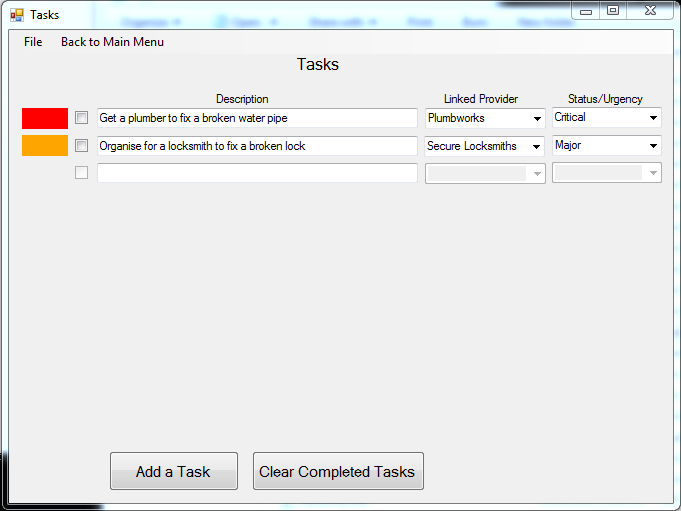 Tasks
File Back to Main Menu
Tasks
Description Linked Provider Status/Urgency
Get a plumber to fix a broken water pipe Plumbworks Critical
Organise for a locksmith to fix a broken lock Secure Locksmiths Major
Add a Task Clear Completed Tasks